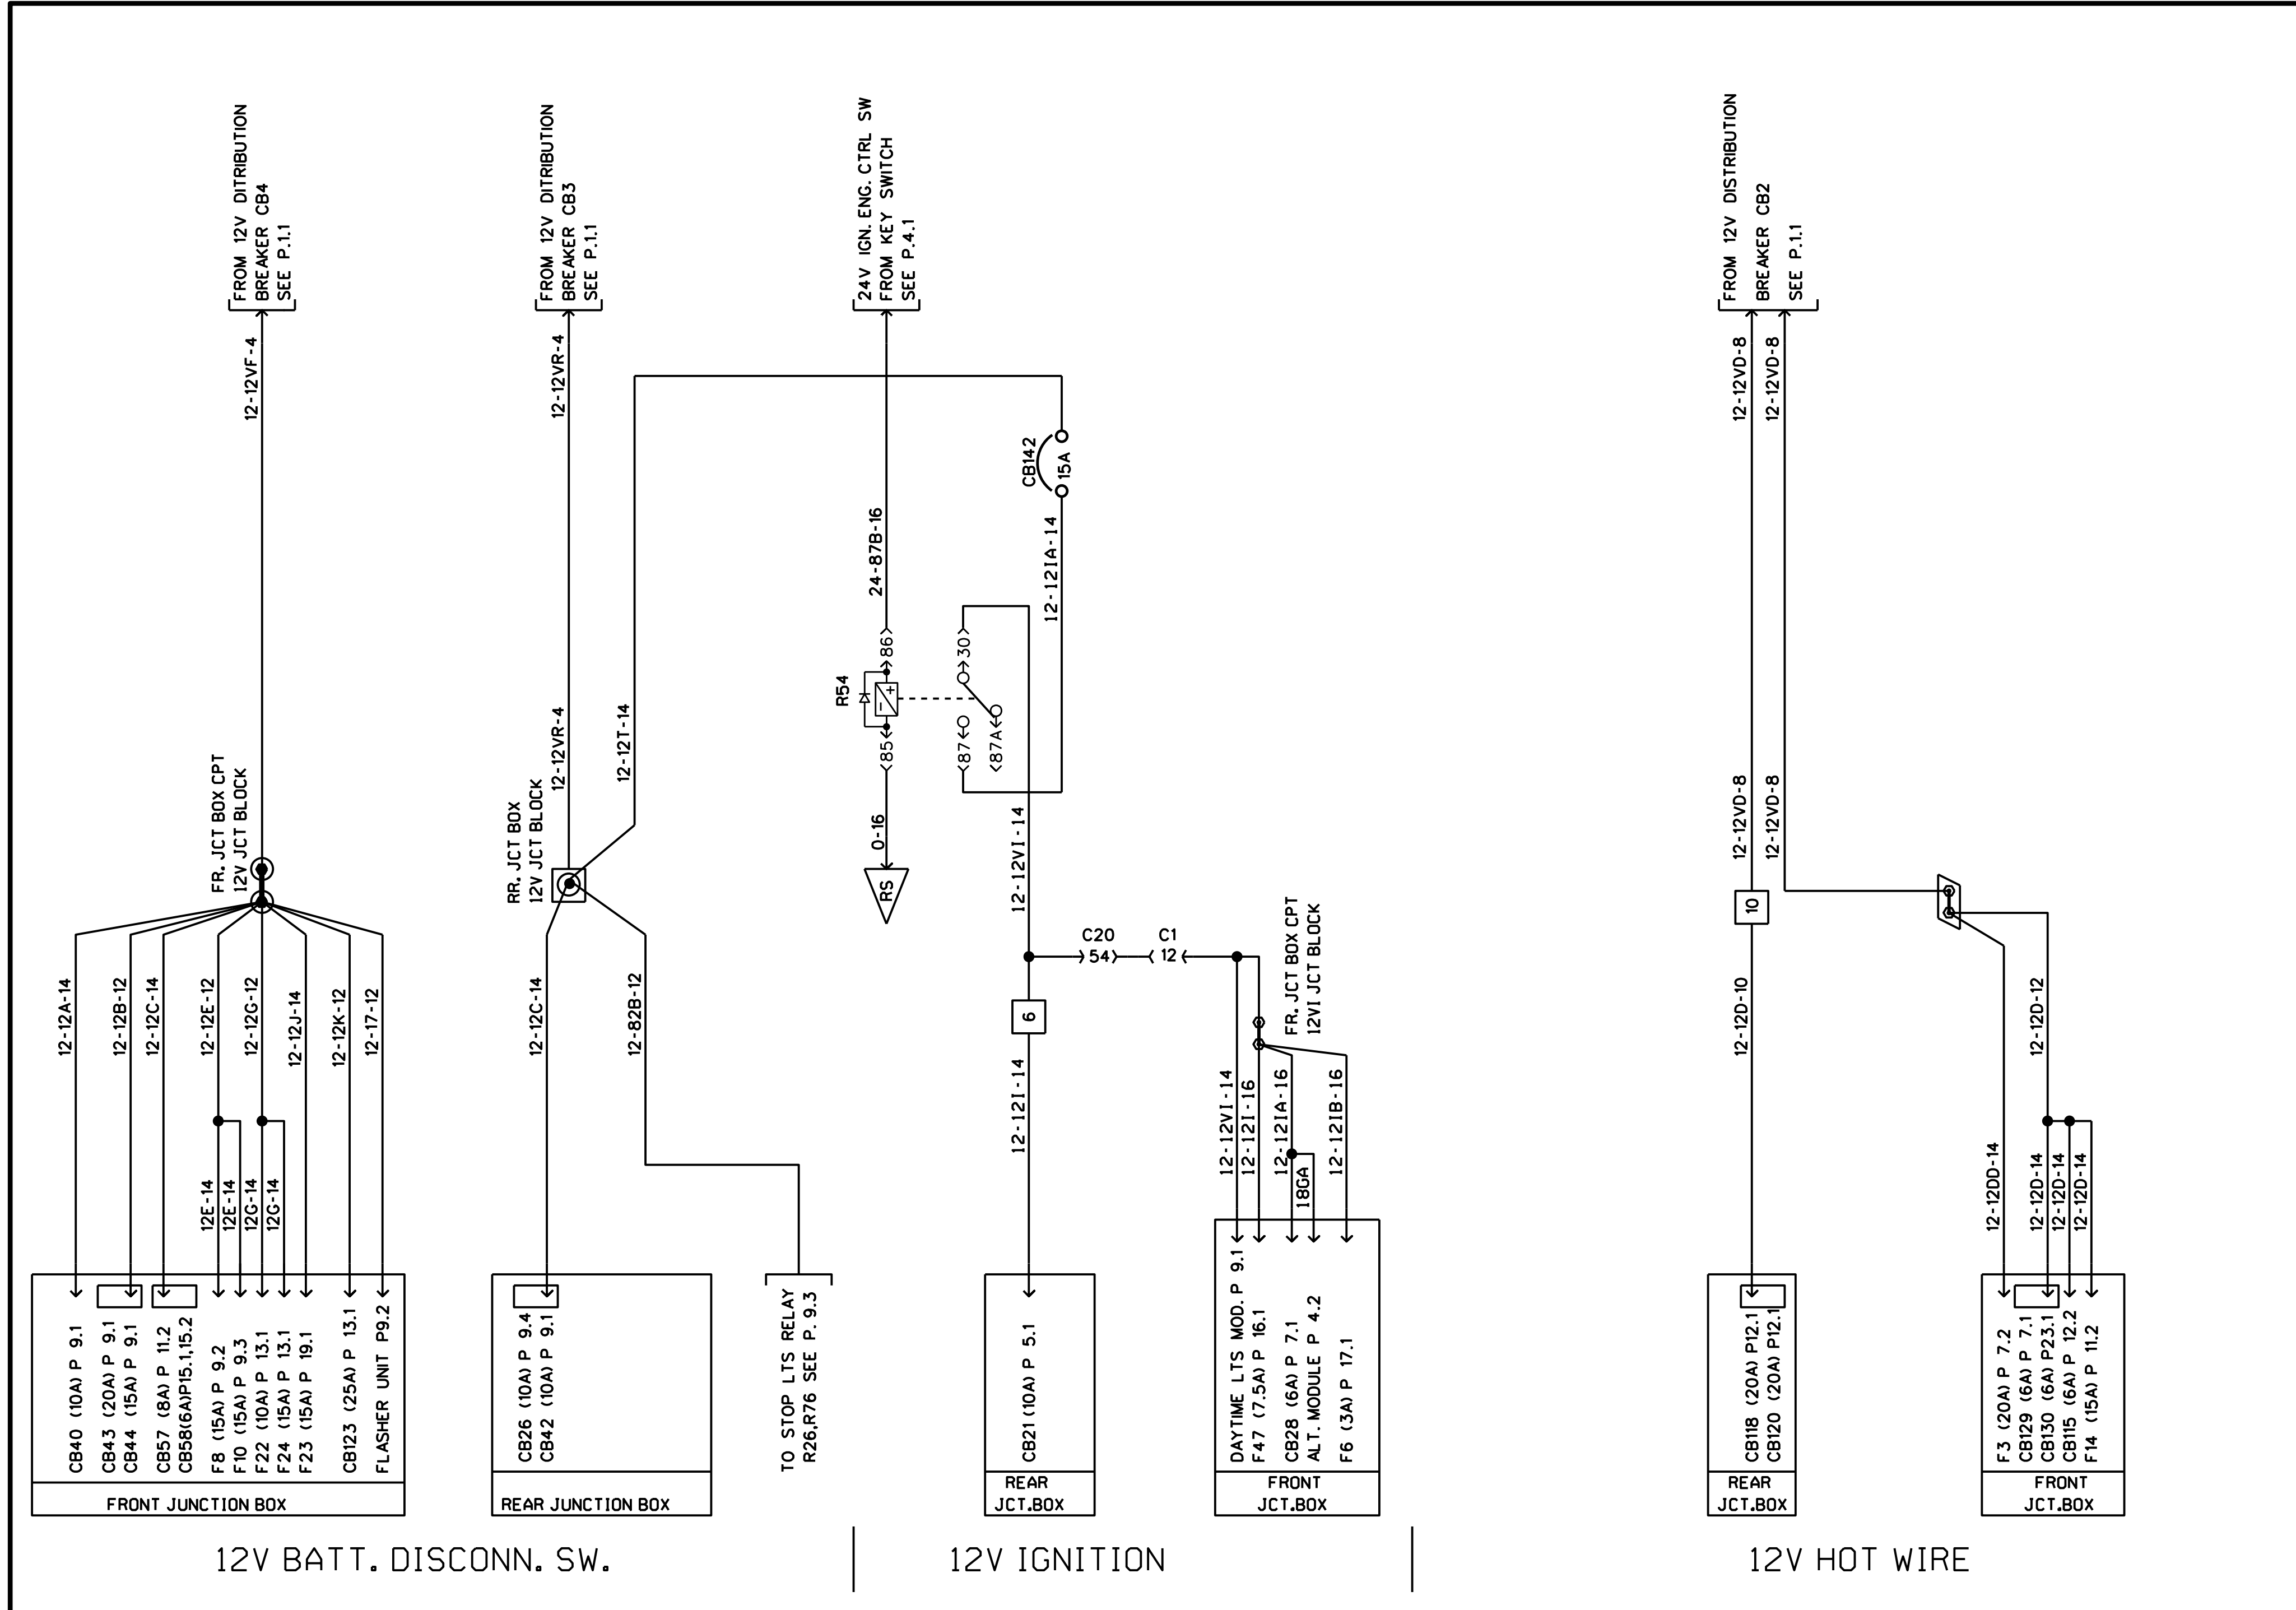 FROM 12V DITRIBUTION
BREAKER CB4
SEE P.1.1
12-12VF-4
FR. JCT BOX CPT
12V JCT BLOCK
12-12A-14
12-12B-12
12-12C-14
12-12E-12
12-12G-12
12-12J-14
12-12K-12
12-17-12
12E-14
12E-14
12G-14
12G-14
CB40 (10A) P 9.1
CB43 (20A) P 9.1
CB44 (15A) P 9.1
CB57 (8A) P 11.2
CB58(6A)P15.1,15.2
F8 (15A) P 9.2
F10 (15A) P 9.3
F22 (10A) P 13.1
F24 (15A) P 13.1
F23 (15A) P 19.1
CB123 (25A) P 13.1
FLASHER UNIT P9.2
FRONT JUNCTION BOX
FROM 12V DITRIBUTION
BREAKER CB3
SEE P.1.1
12-12VR-4
12-12VR-4
12-12T-14
RR. JCT BOX
12V JCT BLOCK
12-12C-14
12-82B-12
CB26 (10A) P 9.4
CB42 (10A) P 9.1
REAR JUNCTION BOX
TO STOP LTS RELAY
R26,R76 SEE P. 9.3
12V BATT. DISCONN. SW.
24V IGN. ENG. CTRL SW
FROM KEY SWITCH
SEE P.4.1
24-87B-16
CB142
15A
12-12IA-14
R54
86
85
30
87
87A
+
-
0-16
RS
12-12VI-14
C20
54
C1
12
6
12-12I-14
FR. JCT BOX CPT
12VI JCT BLOCK
12-12VI-14
12-12I-16
12-12IA-16
18GA
12-12IB-16
CB21 (10A) P 5.1
REAR
JCT.BOX
DAYTIME LTS MOD. P 9.1
F47 (7.5A) P 16.1
CB28 (6A) P 7.1
ALT. MODULE P 4.2
F6 (3A) P 17.1
FRONT
JCT.BOX
12V IGNITION
FROM 12V DISTRIBUTION
BREAKER CB2
SEE P.1.1
12-12VD-8
12-12VD-8
12-12VD-8
12-12VD-8
10
12-12D-10
12-12D-12
12-12DD-14
12-12D-14
12-12D-14
12-12D-14
CB118 (20A) P12.1
CB120 (20A) P12.1
REAR
JCT.BOX
F3 (20A) P 7.2
CB129 (6A) P 7.1
CB130 (6A) P23.1
CB115 (6A) P 12.2
F14 (15A) P 11.2
FRONT
JCT.BOX
12V HOT WIRE